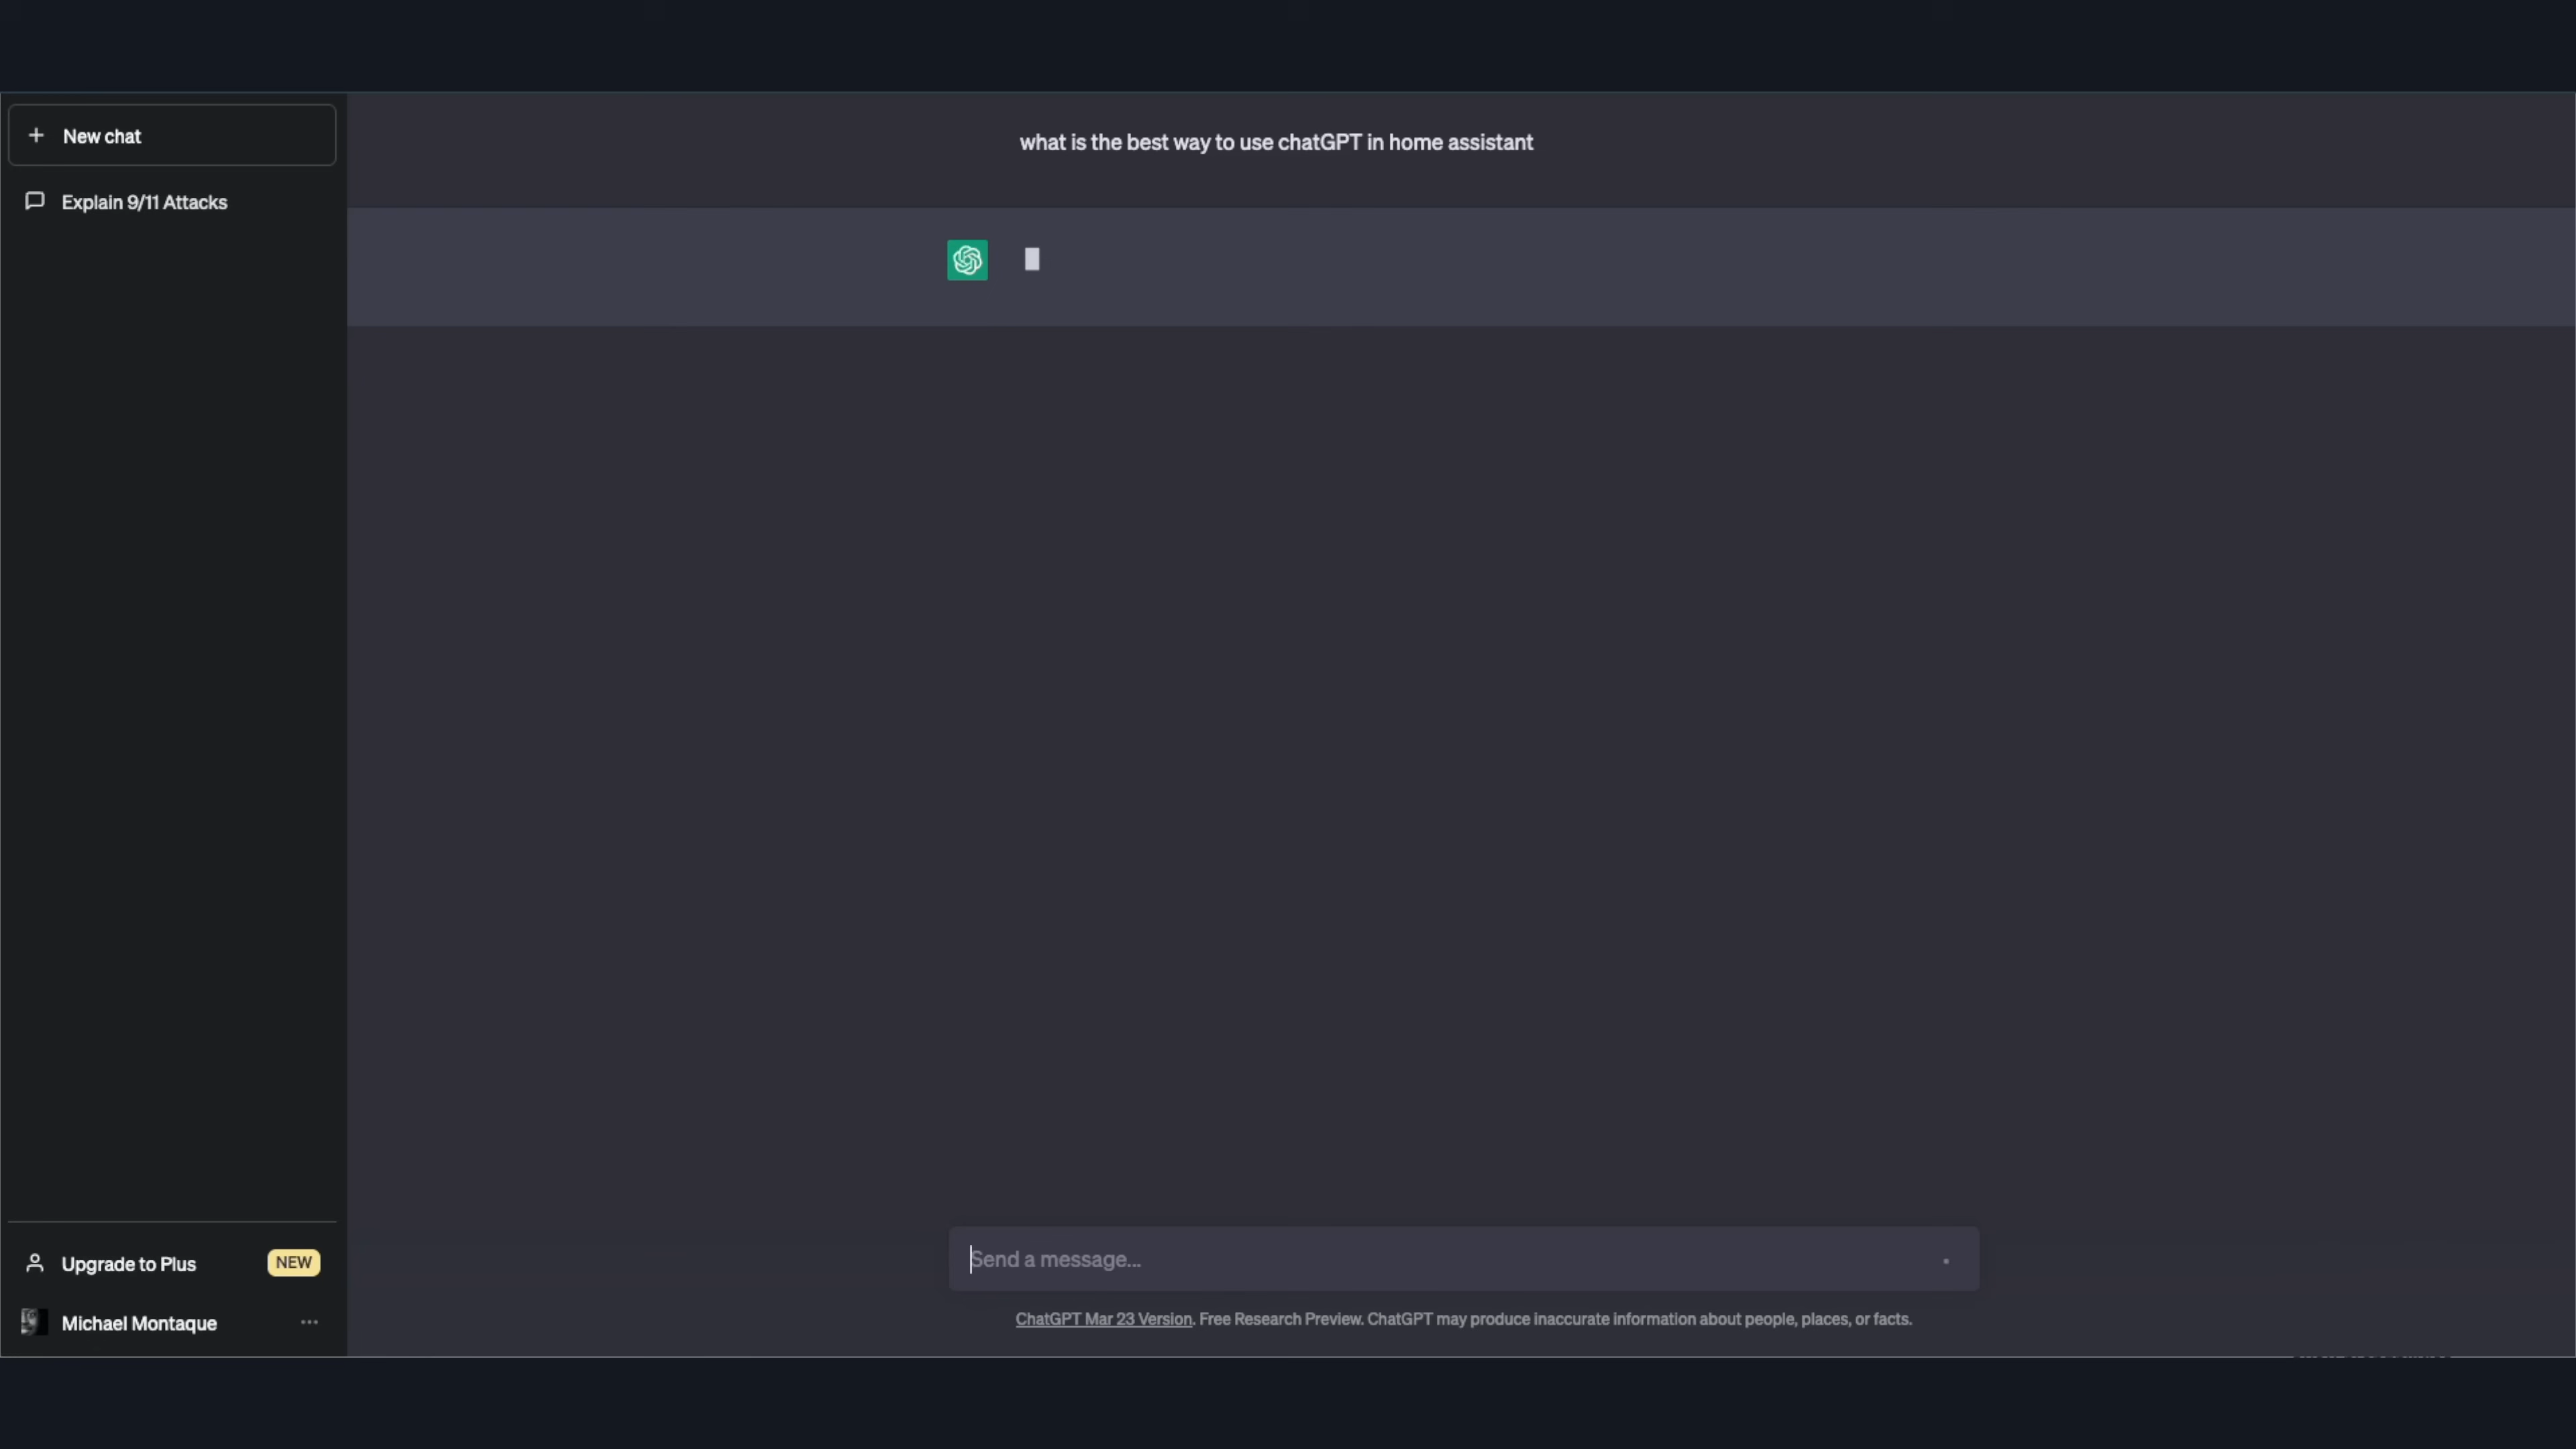 New chat
Explain 9/11 Attacks
what is the best way to use chatGPT in home assistant
Send a message...
ChatGPT Mar 23 Version. Free Research Preview. ChatGPT may produce inaccurate information about people, places, or facts.
Upgrade to Plus NEW
Michael Montaque